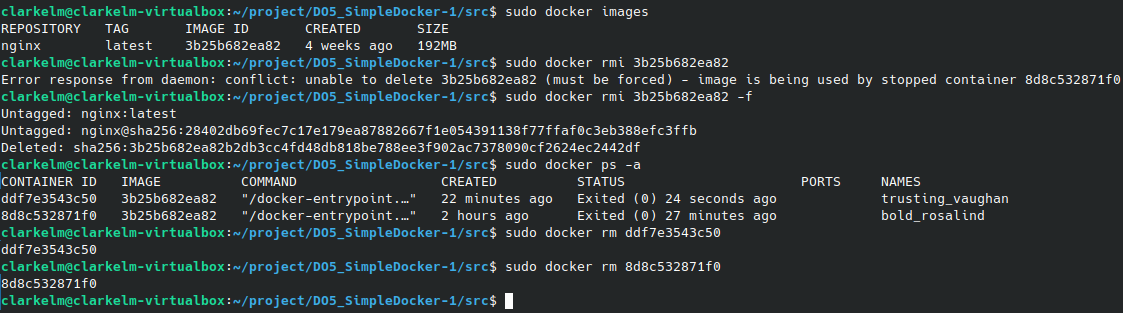 clarkelm@clarkelm-virtualbox:~/project/DO5_SimpleDocker-1/src$ sudo docker images
REPOSITORY   TAG       IMAGE ID       CREATED       SIZE
nginx        latest    3b25b682ea82   4 weeks ago   192MB
clarkelm@clarkelm-virtualbox:~/project/DO5_SimpleDocker-1/src$ sudo docker rmi 3b25b682ea82
Error response from daemon: conflict: unable to delete 3b25b682ea82 (must be forced) - image is being used by stopped container 8d8c532871f0
clarkelm@clarkelm-virtualbox:~/project/DO5_SimpleDocker-1/src$ sudo docker rmi 3b25b682ea82 -f
Untagged: nginx:latest
Untagged: nginx@sha256:28402db69fec7c17e179ea87882667f1e054391138f77ffaf0c3eb388efc3ffb
Deleted: sha256:3b25b682ea82b2db3cc4fd48db818be788ee3f902ac7378090cf2624ec2442df
clarkelm@clarkelm-virtualbox:~/project/DO5_SimpleDocker-1/src$ sudo docker ps -a
CONTAINER ID   IMAGE          COMMAND                  CREATED          STATUS                      PORTS     NAMES
ddf7e3543c50   3b25b682ea82   "/docker-entrypoint.…"   22 minutes ago   Exited (0) 24 seconds ago             trusting_vaughan
8d8c532871f0   3b25b682ea82   "/docker-entrypoint.…"   2 hours ago      Exited (0) 27 minutes ago             bold_rosalind
clarkelm@clarkelm-virtualbox:~/project/DO5_SimpleDocker-1/src$ sudo docker rm ddf7e3543c50
ddf7e3543c50
clarkelm@clarkelm-virtualbox:~/project/DO5_SimpleDocker-1/src$ sudo docker rm 8d8c532871f0
8d8c532871f0
clarkelm@clarkelm-virtualbox:~/project/DO5_SimpleDocker-1/src$